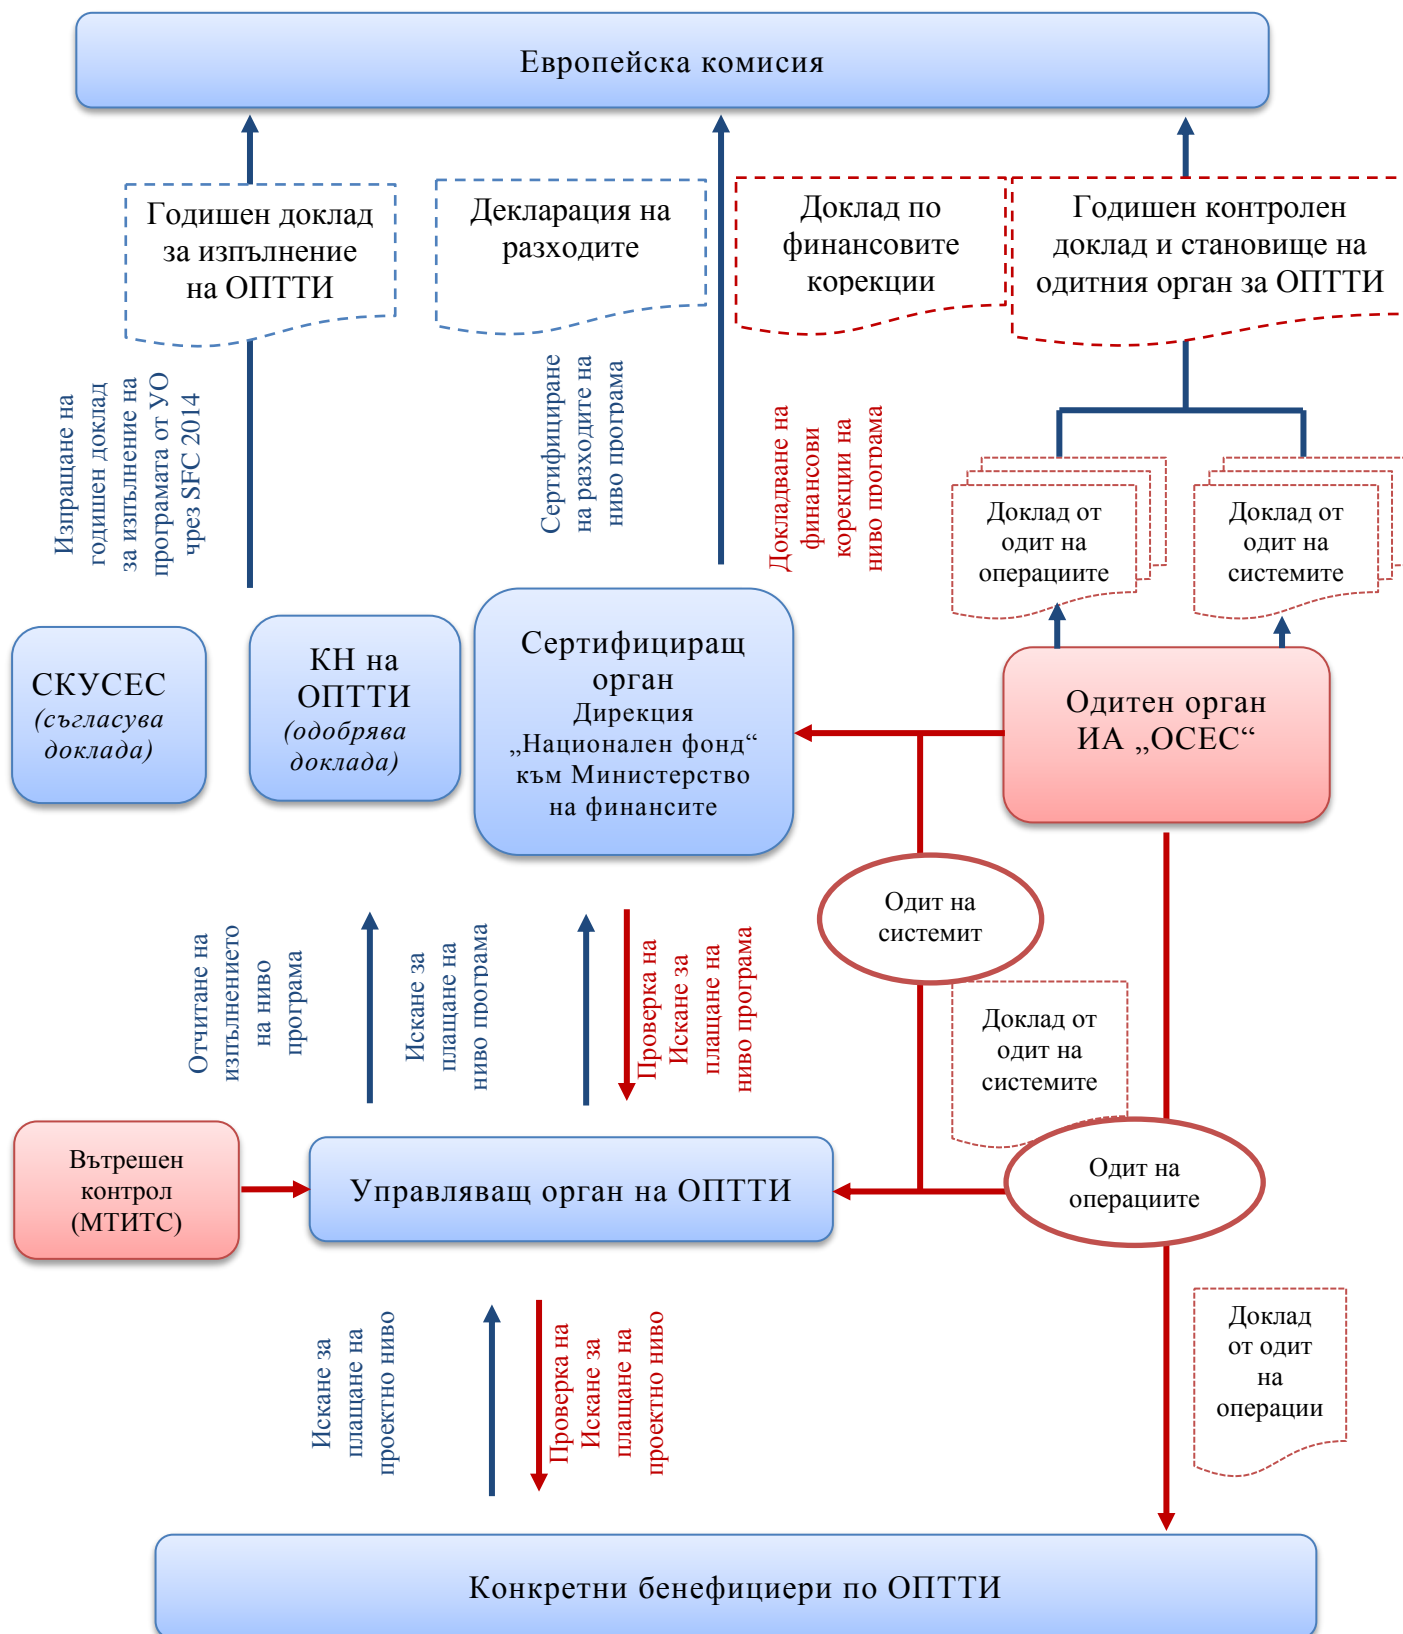 Европейска комисия
Годишен доклад
за изпълнение
на ОПТТИ
Декларация на
разходите
Доклад по
финансовите
корекции
Годишен контролен
доклад и становище на
одитния орган за ОПТТИ
Изпращане на
годишен доклад
за изпълнение на
програмата от УО
чрез SFC 2014
Сертифициране
на разходите на
ниво програма
Докладване на
финансови
корекции на
ниво програма
Доклад от
одит на
операциите
Доклад от
одит на
системите
СКУСЕС
(съгласува
доклада)
КН на
ОПТТИ
(одобрява
доклада)
Сертифициращ
орган
Дирекция
„Национален фонд“
към Министерство
на финансите
Одитен орган
ИА „ОСЕС“
Одит на
системит
Отчитане на
изпълнението
на ниво
програма
Искане за
плащане на
ниво програма
Проверка на
Искане за
плащане на
ниво програма
Доклад от
одит на
системите
Вътрешен
контрол
(МТИТС)
Управляващ орган на ОПТТИ
Одит на
операциите
Искане за
плащане на
проектно ниво
Проверка на
Искане за
плащане на
проектно ниво
Доклад
от одит
на
операции
Конкретни бенефициери по ОПТТИ